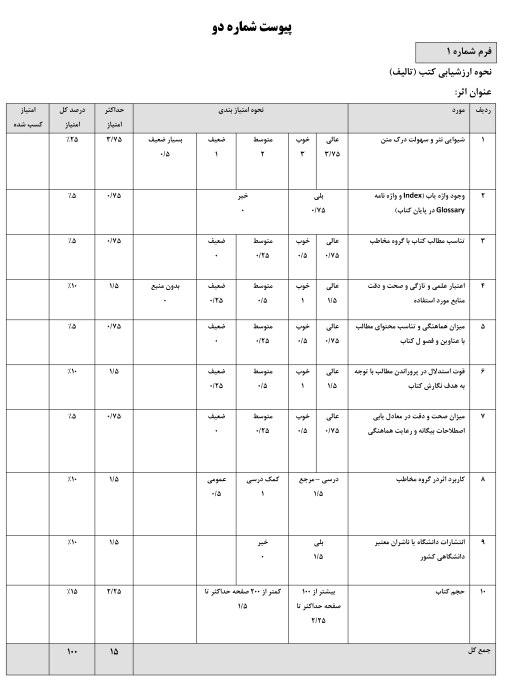 پیوست شماره دو
فرم شماره ۱
نحوه ارزشیابی کتب (تالیف)
عنوان اثر:
ردیف مورد نحوه امتیاز بندی حداکثر امتیاز درصد کل امتیاز امتیاز کسب شده
۱ شیوایی نثر و سهولت درک متن عالی خوب متوسط ضعیف بسیار ضعیف ۳/۷۵ ٪۲۵
۳/۷۵ ۳ ۲ ۱ ۰/۵
۲ وجود واژه یاب (Index) و واژه نامه بلی خیر ۰/۷۵ ٪۵
Glossary در پایان کتاب) ۰/۷۵ ۰
۳ تناسب مطالب کتاب با گروه مخاطب عالی خوب متوسط ضعیف ۰/۷۵ ٪۵
۰/۷۵ ۰/۵ ۰/۲۵ ۰
۴ اعتبار علمی و تازگی و صحت و دقت عالی خوب متوسط ضعیف بدون منبع ۱/۵ ٪۱۰
منابع مورد استفاده ۱/۵ ۱ ۰/۵ ۰/۲۵ ۰
۵ میزان هماهنگی و تناسب محتوای مطالب عالی خوب متوسط ضعیف ۰/۷۵ ٪۵
با عناوین و فصول کتاب ۰/۷۵ ۰/۵ ۰/۲۵ ۰
۶ قوت استدلال در پروراندن مطالب با توجه عالی خوب متوسط ضعیف ۱/۵ ٪۱۰
به هدف نگارش کتاب ۱/۵ ۱ ۰/۵ ۰/۲۵
۷ میزان صحت و دقت در معادل یابی عالی خوب متوسط ضعیف ۰/۷۵ ٪۵
اصطلاحات بیگانه و رعایت هماهنگی ۰/۷۵ ۰/۵ ۰/۲۵ ۰
۸ کاربرد اثردر گروه مخاطب درسی – مرجع کمک درسی عمومی ۱/۵ ٪۱۰
۱/۵ ۱ ۰/۵
۹ انتشارات دانشگاه یا ناشران معتبر بلی خیر ۱/۵ ٪۱۰
دانشگاهی کشور ۱/۵ ۰
۱۰ حجم کتاب بیشتر از ۱۰۰ کمتر از ۲۰۰ صفحه حداکثر تا ۲/۲۵ ٪۱۵
صفحه حداکثر تا ۱/۵
۲/۲۵
جمع کل ۱۵ ۱۰۰